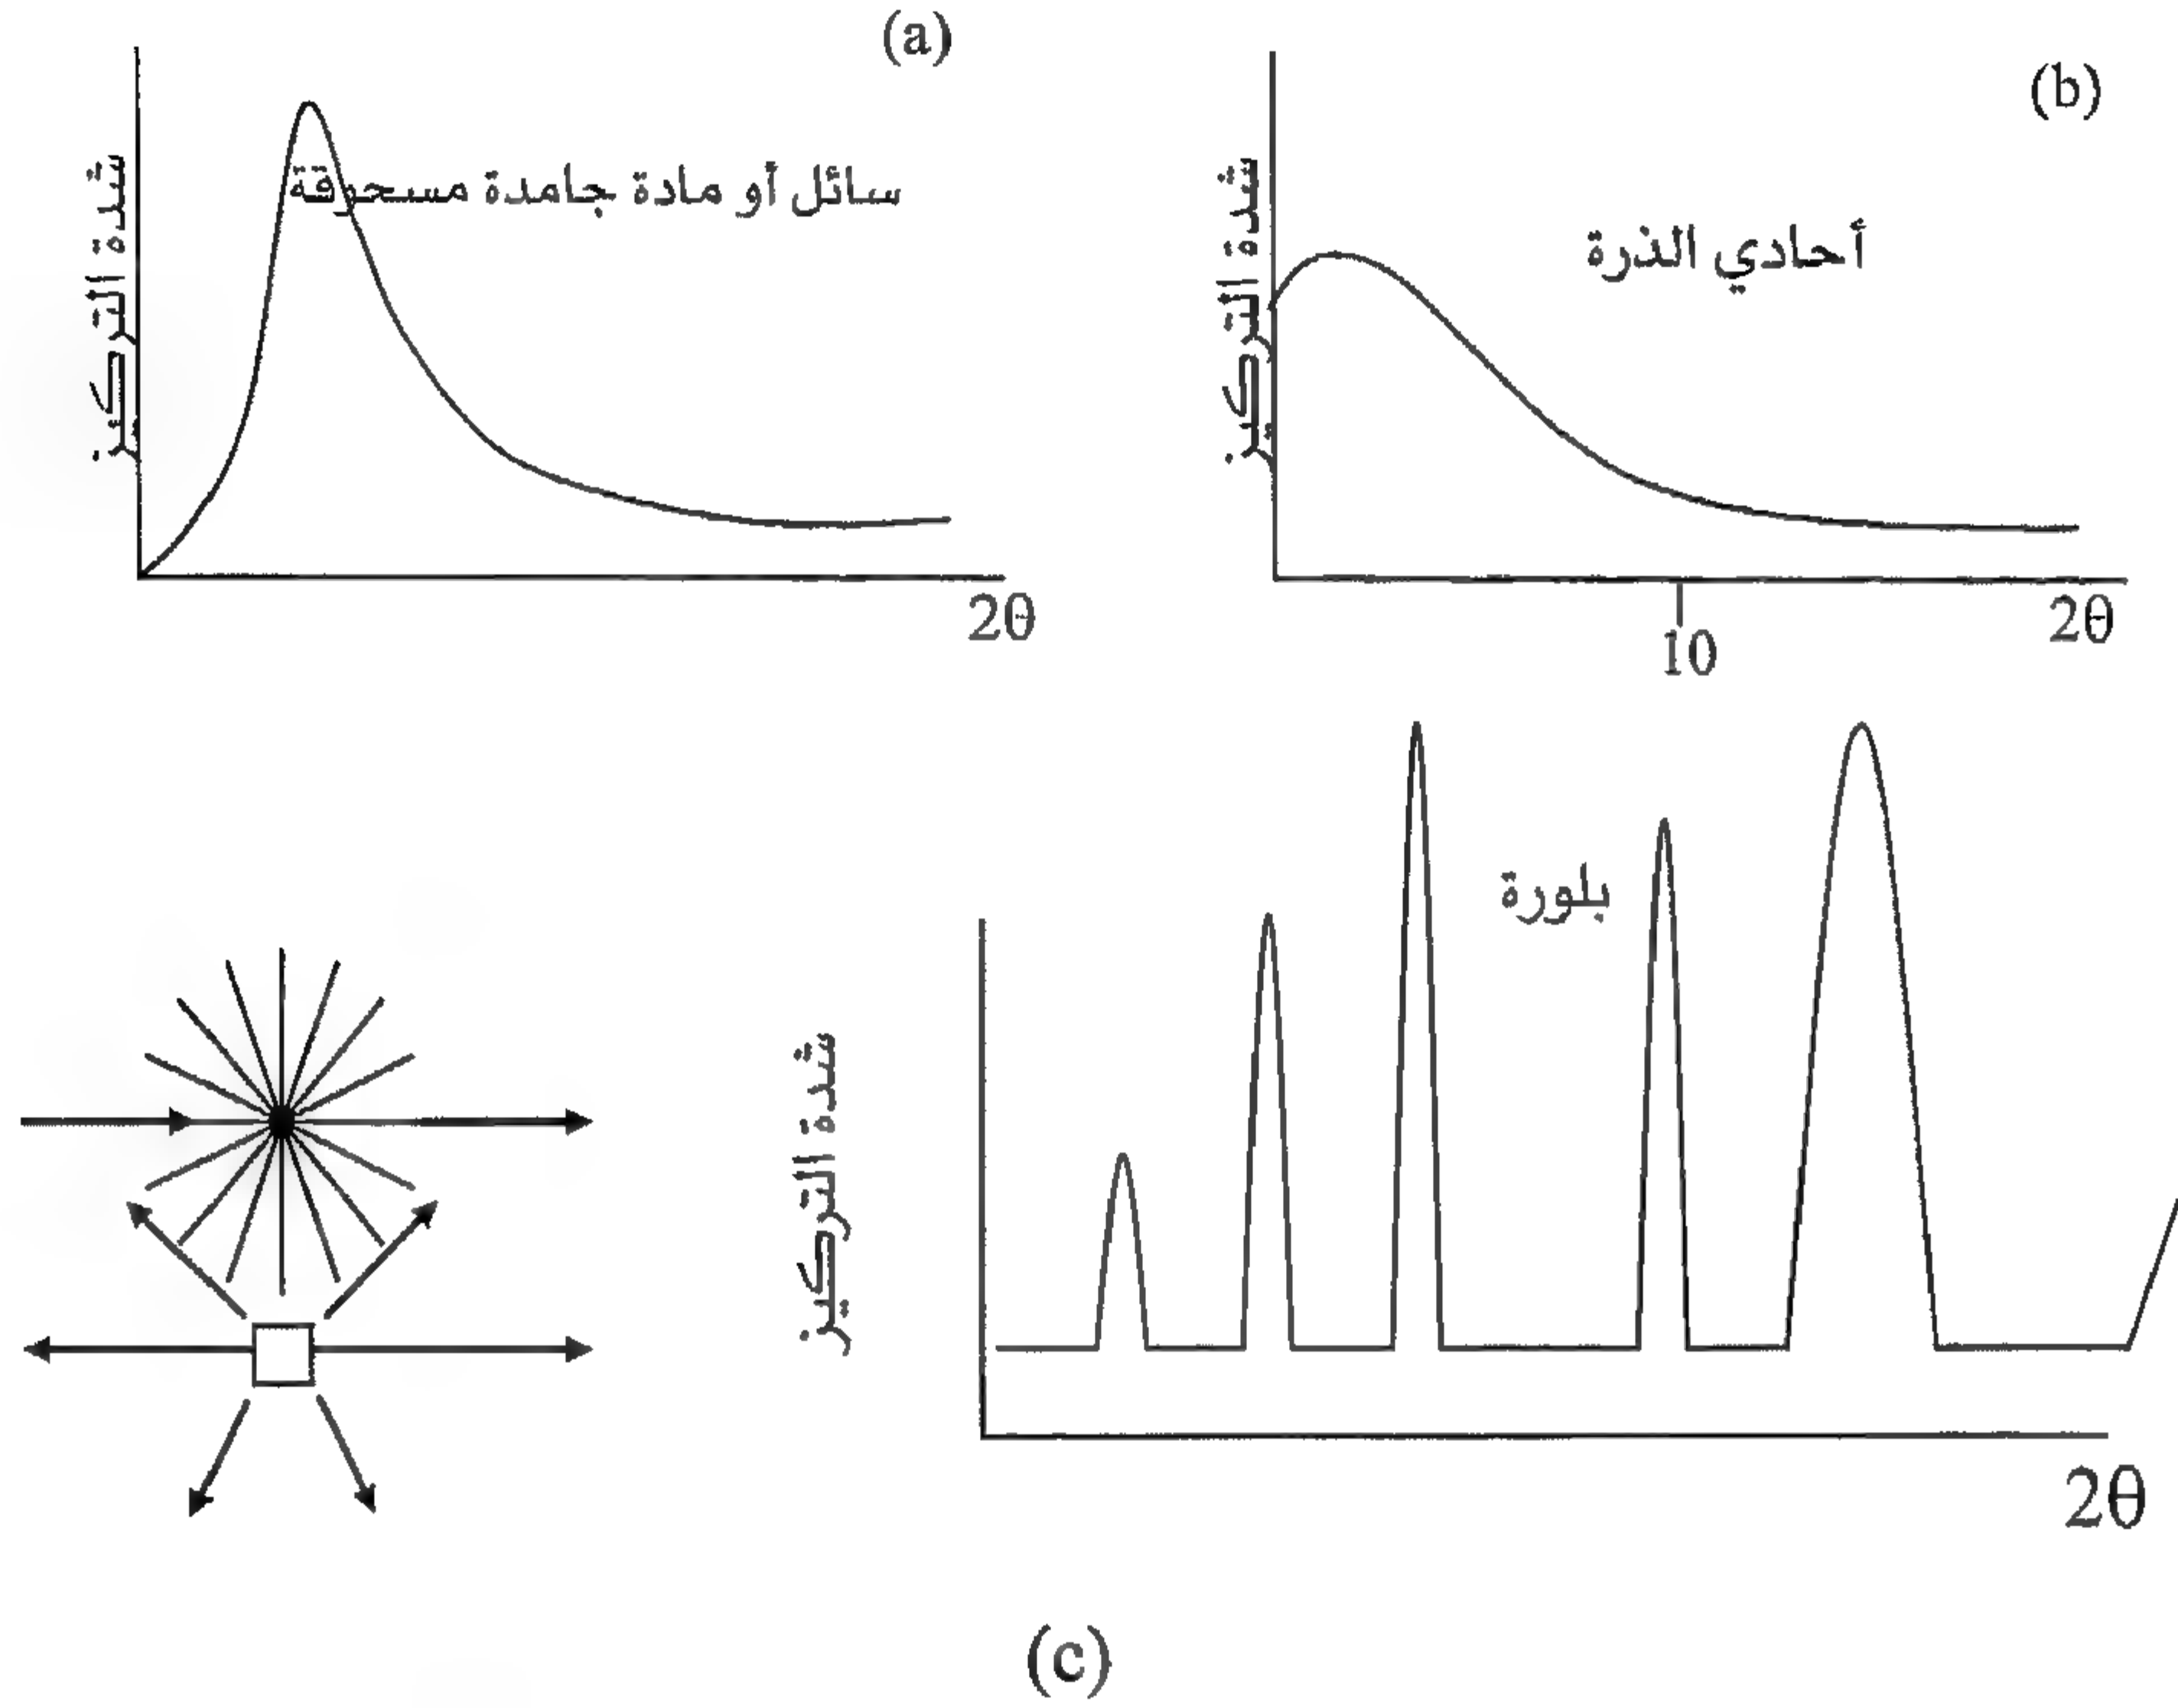 (a)
شدة التركيز
سائل أو مادة جامدة مسحوقة
2θ
(b)
شدة التركيز
أحادي الذرة
10
2θ
شدة التركيز
بلورة
2θ
(c)